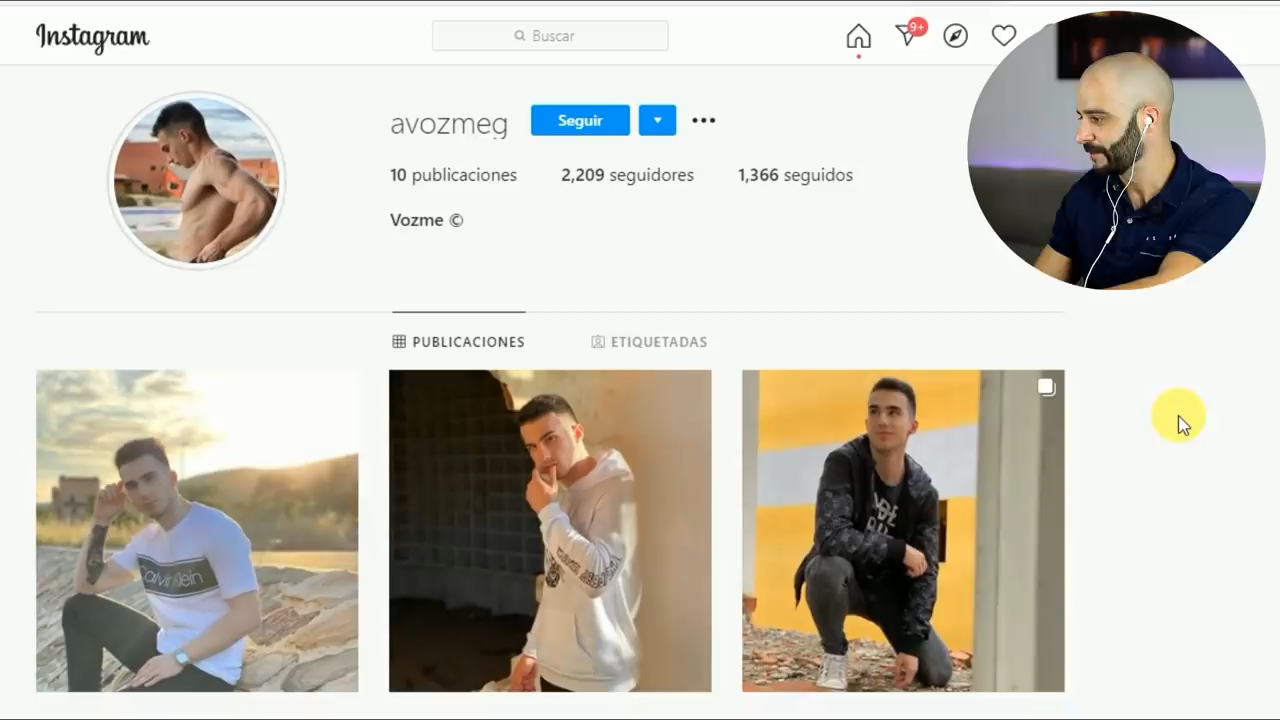 Instagram
Buscar
9+
avozmeg
Seguir
10 publicaciones
2,209 seguidores
1,366 seguidos
Vozme ©
PUBLICACIONES
ETIQUETADAS
Calvin Klein